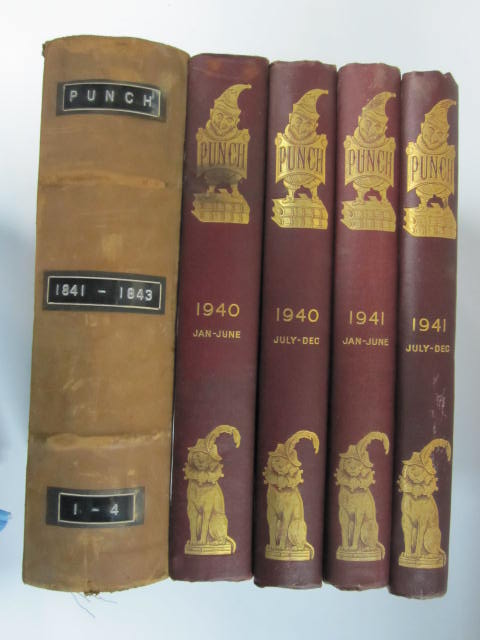 PUNCH
1841 - 1843
1 - 4
PUNCH
1940
JAN-JUNE
PUNCH
1940
JULY-DEC
PUNCH
1941
JAN-JUNE
PUNCH
1941
JULY-DEC